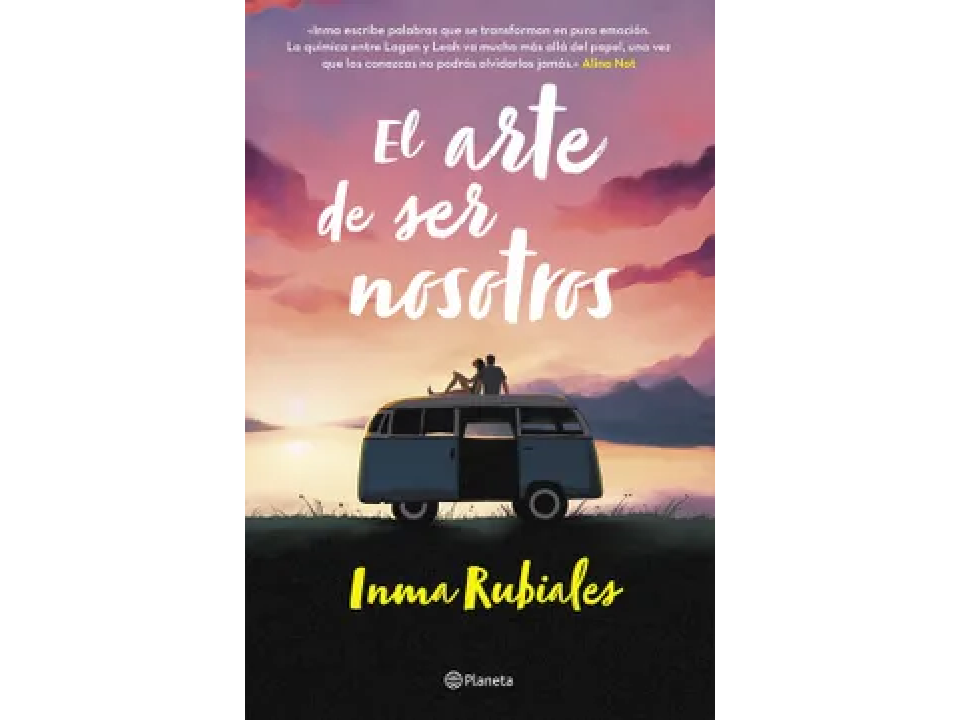 «Inma escribe palabras que se transforman en pura emoción.
La química entre Logan y Leah va mucho más allá del papel, una vez
que los conozcas no podrás olvidarlos jamás.» Alina Not
El arte
de ser
nosotros
Inma Rubiales
Planeta